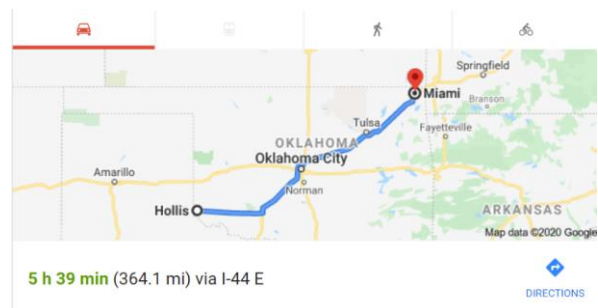 Springfield
Miami
Branson
Tulsa
Fayetteville
OKLAHOMA
Oklahoma City
Amarillo
Norman
Hollis
ARKANSAS
Map data ©2020 Google
5 h 39 min (364.1 mi) via I-44 E
DIRECTIONS